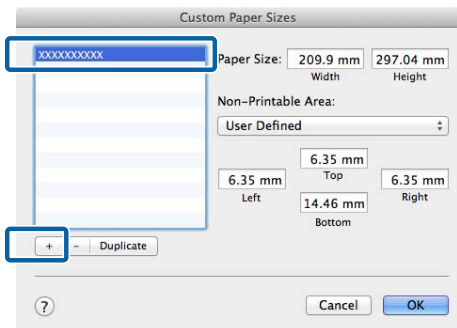 Custom Paper Sizes
XXXXXXXXXX
Paper Size: 209.9 mm 297.04 mm
Width Height
Non-Printable Area:
User Defined
6.35 mm
Top
6.35 mm 6.35 mm
Left Right
14.46 mm
Bottom
+ - Duplicate
? Cancel OK